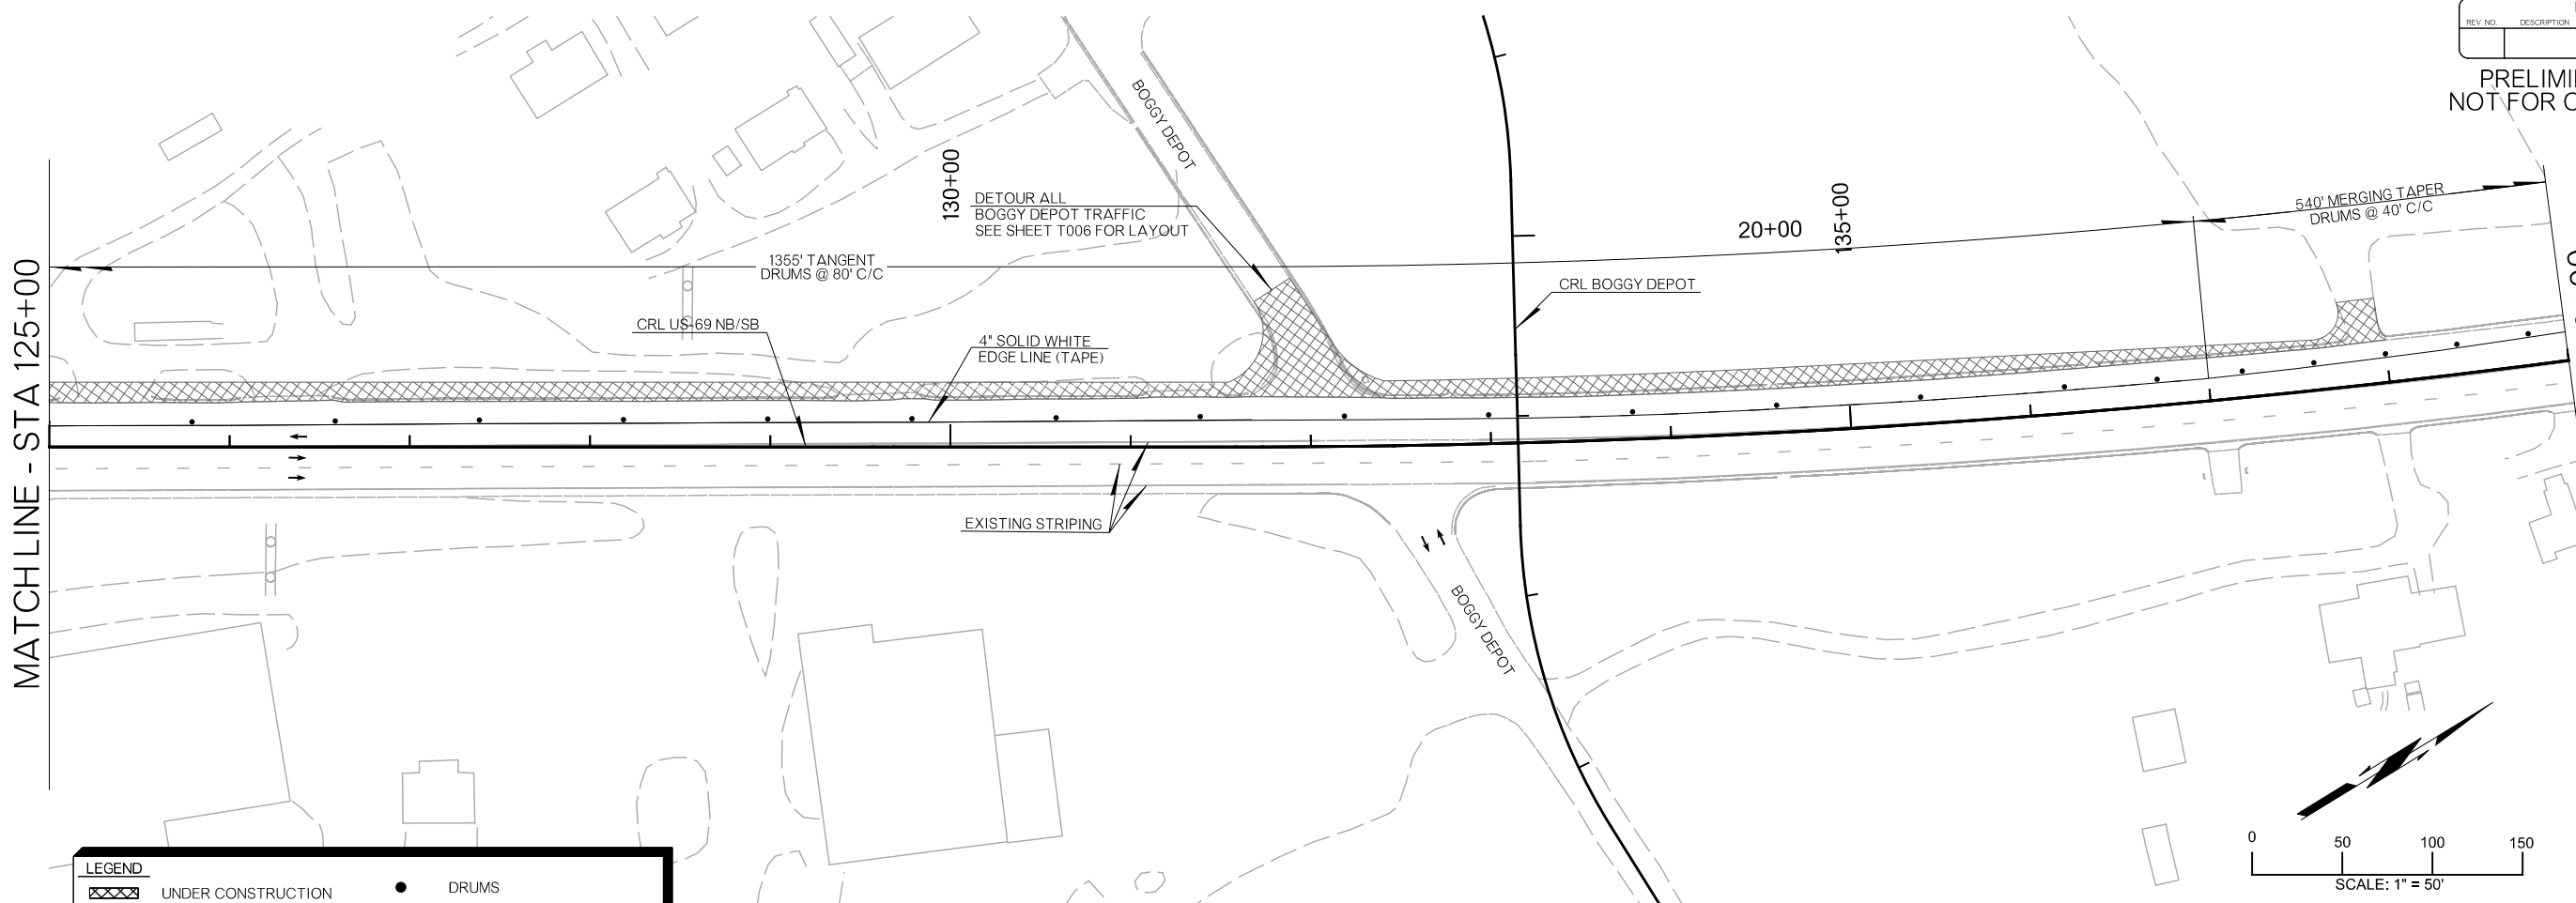 REV. NO. DESCRIPTION
NOT FOR
BOGGY DEPOT
130+00
DETOUR ALL
BOGGY DEPOT TRAFFIC
SEE SHEET T006 FOR LAYOUT
135+00
20+00
540' MERGING TAPER
DRUMS @ 40' C/C
1355' TANGENT
DRUMS @ 80' C/C
CRL BOGGY DEPOT
MATCH LINE - STA 125+00
CRL US-69 NB/SB
4" SOLID WHITE
EDGE LINE (TAPE)
EXISTING STRIPING
BOGGY DEPOT
0 50 100 150
SCALE: 1" = 50'
LEGEND
UNDER CONSTRUCTION
DRUMS